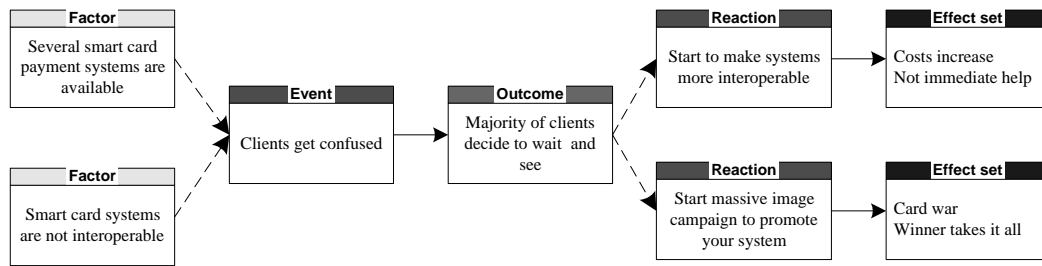 Factor
Several smart card
payment systems are
available
Factor
Smart card systems
are not interoperable
Event
Clients get confused
Outcome
Majority of clients
decide to wait and
see
Reaction
Start to make systems
more interoperable
Effect set
Costs increase
Not immediate help
Reaction
Start massive image
campaign to promote
your system
Effect set
Card war
Winner takes it all